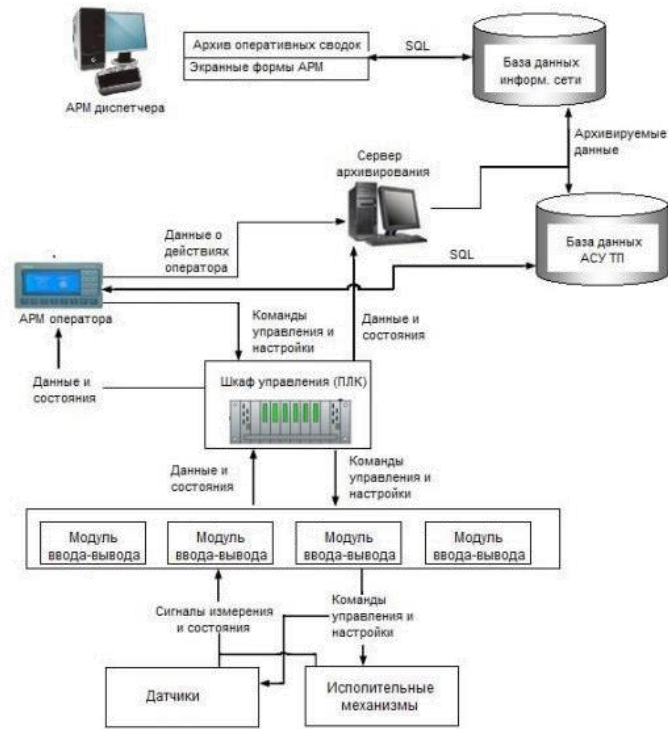 Архив оперативных сводок
Экранные формы АРМ
SQL
База данных
информ. сети
АРМ диспетчера
Архивируемые
данные
Сервер
архивирования
Данные о
действиях
оператора
База данных
АСУ ТП
SQL
АРМ оператора
Команды
управления и
настройки
Данные и
состояния
Данные и
состояния
Шкаф управления (ПЛК)
Данные и
состояния
Команды
управления и
настройки
Модуль
ввода-вывода
Модуль
ввода-вывода
Модуль
ввода-вывода
Модуль
ввода-вывода
Сигналы измерения
и состояния
Команды
управления и
настройки
Датчики
Исполительные
механизмы